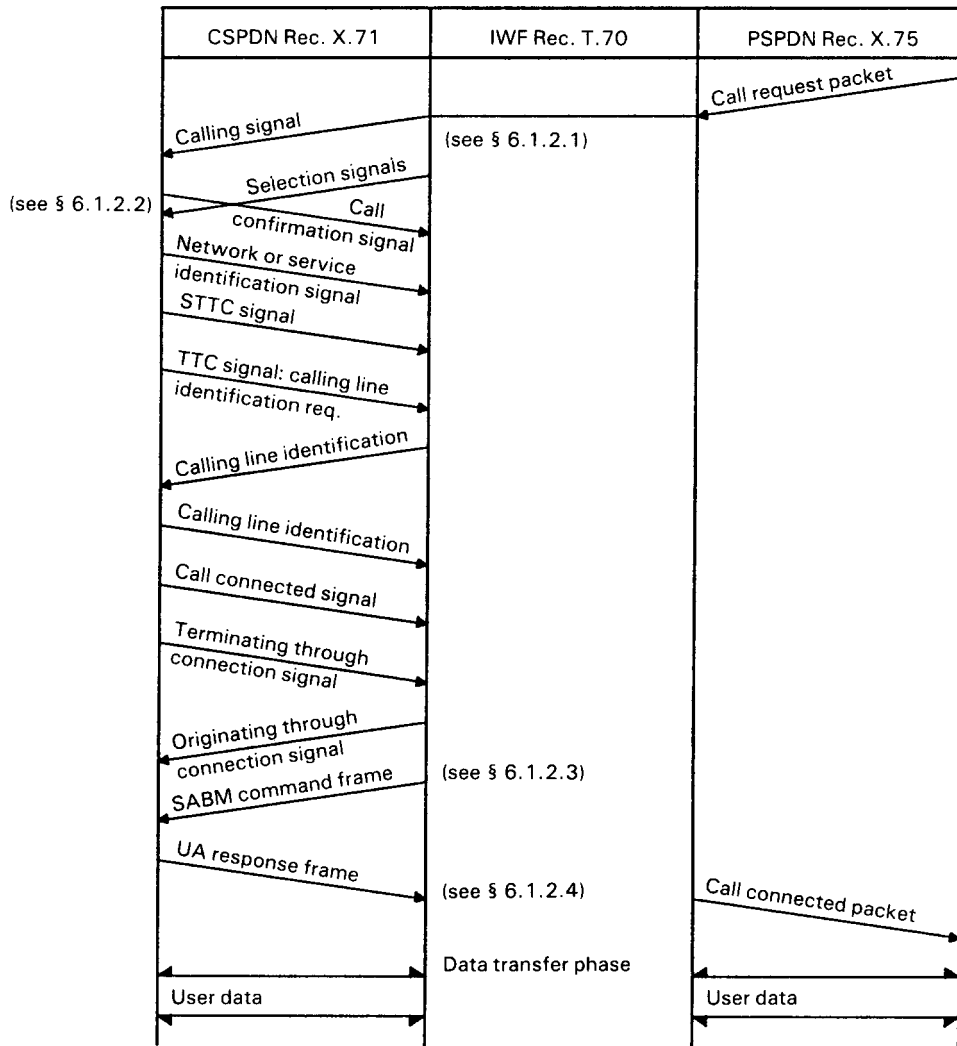 CSPDN Rec. X.71
IWF Rec. T.70
PSPDN Rec. X.75
Call request packet
Calling signal
(see § 6.1.2.1)
Selection signals
(see § 6.1.2.2)
Call
confirmation signal
Network or service
identification signal
STTC signal
TTC signal: calling line
identification req.
Calling line identification
Calling line identification
Call connected signal
Terminating through
connection signal
Originating through
connection signal
(see § 6.1.2.3)
SABM command frame
UA response frame
(see § 6.1.2.4)
Call connected packet
Data transfer phase
User data
User data